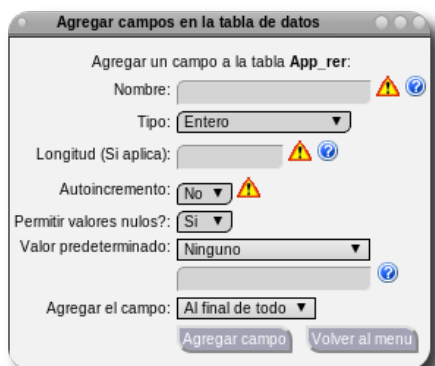 Agregar campos en la tabla de datos
Agregar un campo a la tabla App_rer:
Nombre:
Tipo: Entero
Longitud (Si aplica):
Autoincremento: No
Permitir valores nulos?: Si
Valor predeterminado: Ninguno
Agregar el campo: Al final de todo
Agregar campo Volver al menu